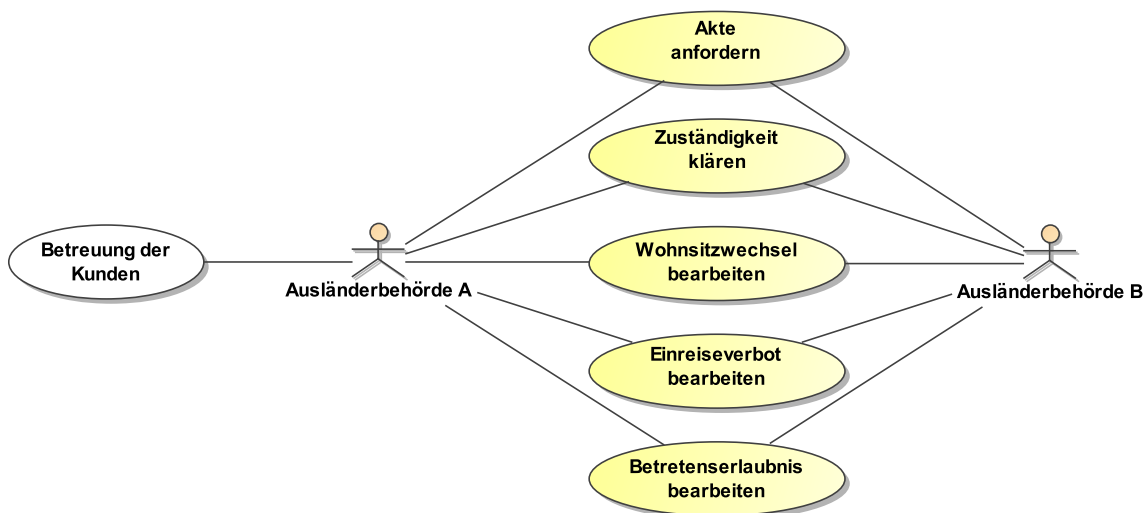 Akte
anfordern
Zuständigkeit
klären
Betreuung der
Kunden
Ausländerbehörde A
Wohnsitzwechsel
bearbeiten
Ausländerbehörde B
Einreiseverbot
bearbeiten
Betretenserlaubnis
bearbeiten